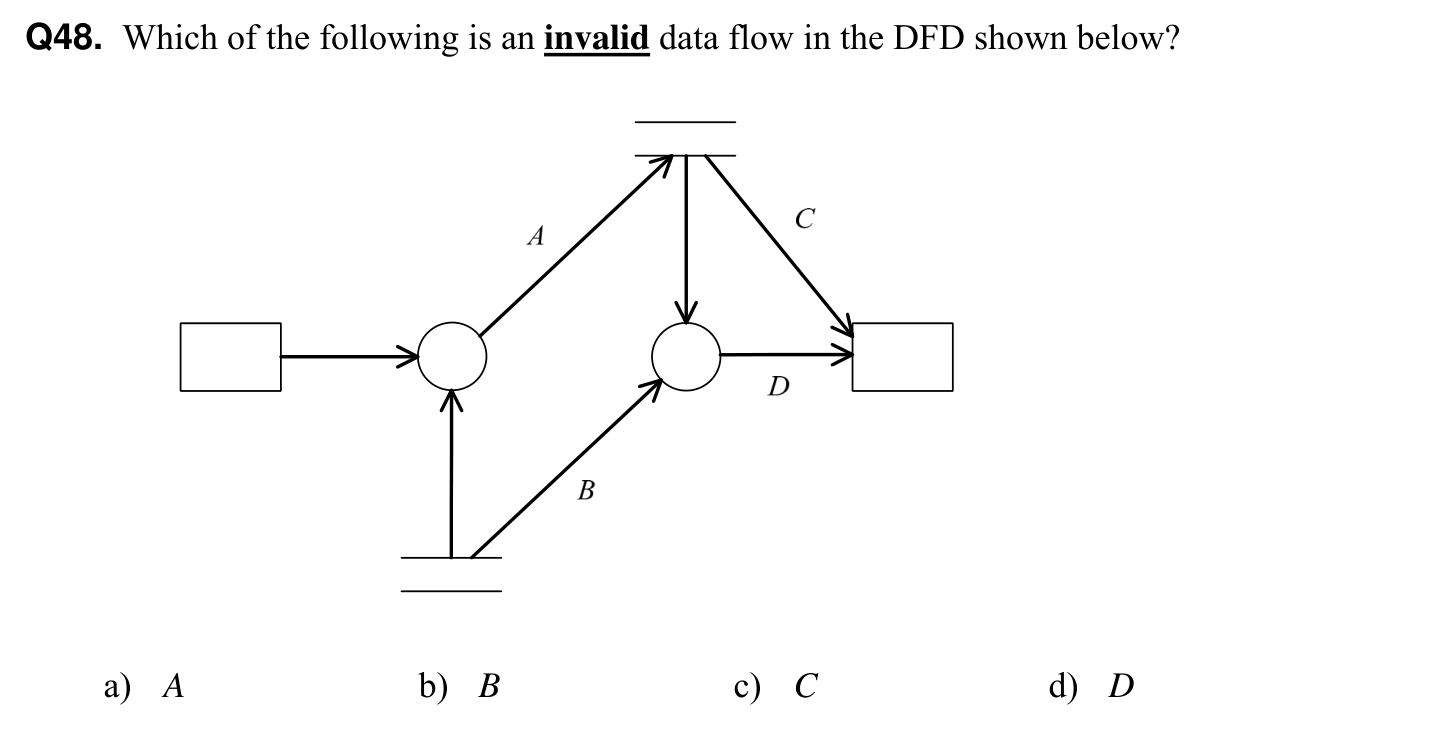 Q48. Which of the following is an invalid data flow in the DFD shown below?
C
A
D
B
a) A b) B c) C d) D